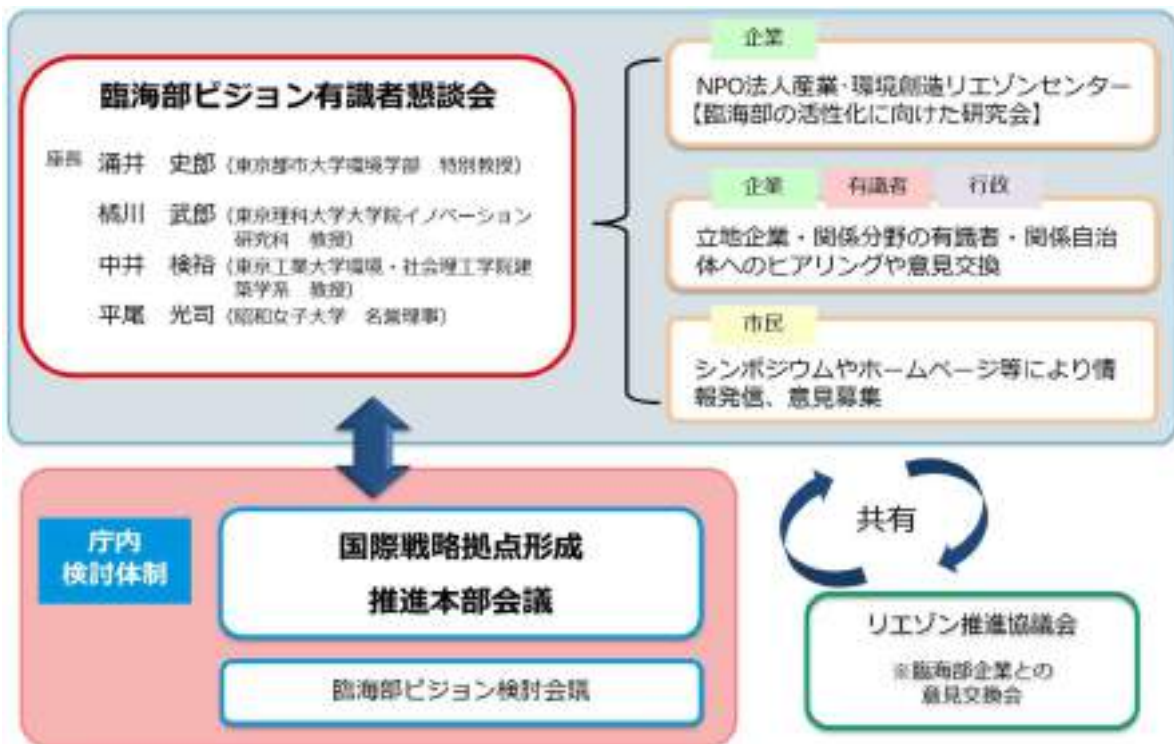 臨海部ビジョン有識者懇談会
座長 涌井 史郎（東京都市大学環境学部 特別教授）
橘川 武郎（東京理科大学大学院イノベーション
研究科 教授）
中井 検裕（東京工業大学環境・社会理工学院建
築学系 教授）
平尾 光司（昭和女子大学 名誉理事）
企業
NPO法人産業・環境創造リエゾンセンター
【臨海部の活性化に向けた研究会】
企業 有識者 行政
立地企業・関係分野の有識者・関係自治
体へのヒアリングや意見交換
市民
シンポジウムやホームページ等により情
報発信、意見募集
庁内
検討体制
国際戦略拠点形成
推進本部会議
臨海部ビジョン検討会議
共有
リエゾン推進協議会
※臨海部企業との
意見交換会